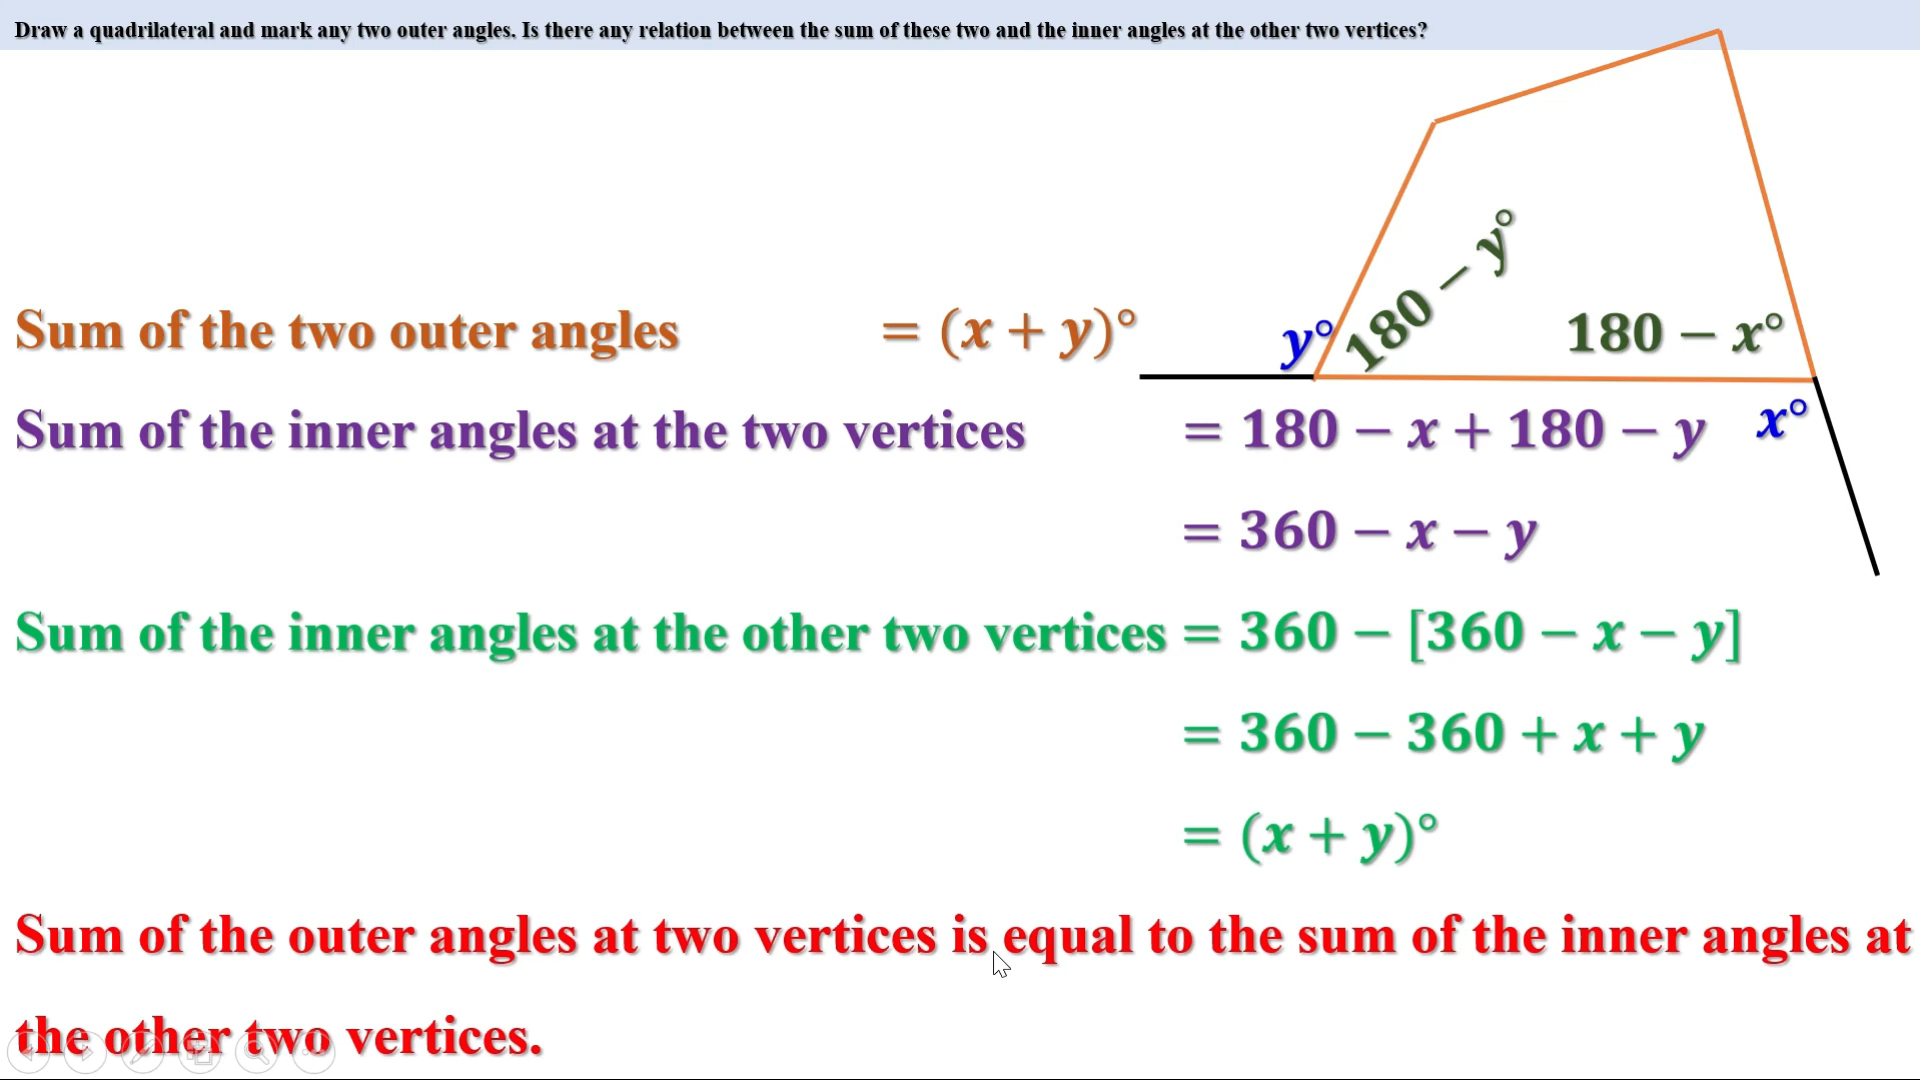 Draw a quadrilateral and mark any two outer angles. Is there any relation between the sum of these two and the inner angles at the other two vertices?
180 − y°
Sum of the two outer angles = (x + y)°
y°
180 − x°
Sum of the inner angles at the two vertices = 180 − x + 180 − y
x°
= 360 − x − y
Sum of the inner angles at the other two vertices = 360 − [360 − x − y]
= 360 − 360 + x + y
= (x + y)°
Sum of the outer angles at two vertices is equal to the sum of the inner angles at
the other two vertices.